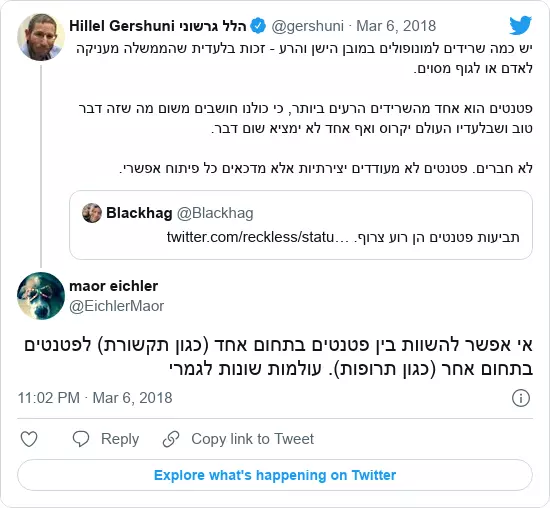 Hillel Gershuni הלל גרשוני @gershuni · Mar 6, 2018
יש כמה שרידים למונופולים במובן הישן והרע - זכות בלעדית שהממשלה מעניקה
לאדם או לגוף מסוים.
פטנטים הוא אחד מהשרידים הרעים ביותר, כי כולנו חושבים משום מה שזה דבר
טוב ושבלעדיו העולם יקרוס ואף אחד לא ימציא שום דבר.
לא חברים. פטנטים לא מעודדים יצירתיות אלא מדכאים כל פיתוח אפשרי.
Blackhag @Blackhag
תביעות פטנטים הן רוע צרוף. twitter.com/reckless/statu…
maor eichler
@EichlerMaor
אי אפשר להשוות בין פטנטים בתחום אחד (כגון תקשורת) לפטנטים
בתחום אחר (כגון תרופות). עולמות שונות לגמרי
11:02 PM · Mar 6, 2018
Reply Copy link to Tweet
Explore what's happening on Twitter